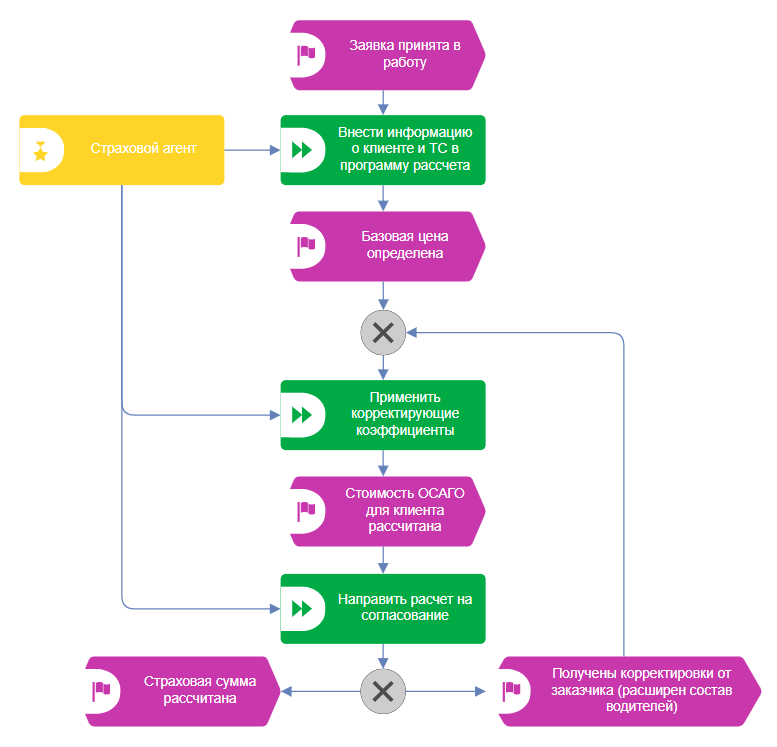 Заявка принята в
работу
Страховой агент
Внести информацию
о клиенте и ТС в
программу рассчета
Базовая цена
определена
Применить
корректирующие
коэффициенты
Стоимость ОСАГО
для клиента
рассчитана
Направить расчет на
согласование
Страховая сумма
рассчитана
Получены корректировки от
заказчика (расширен состав
водителей)